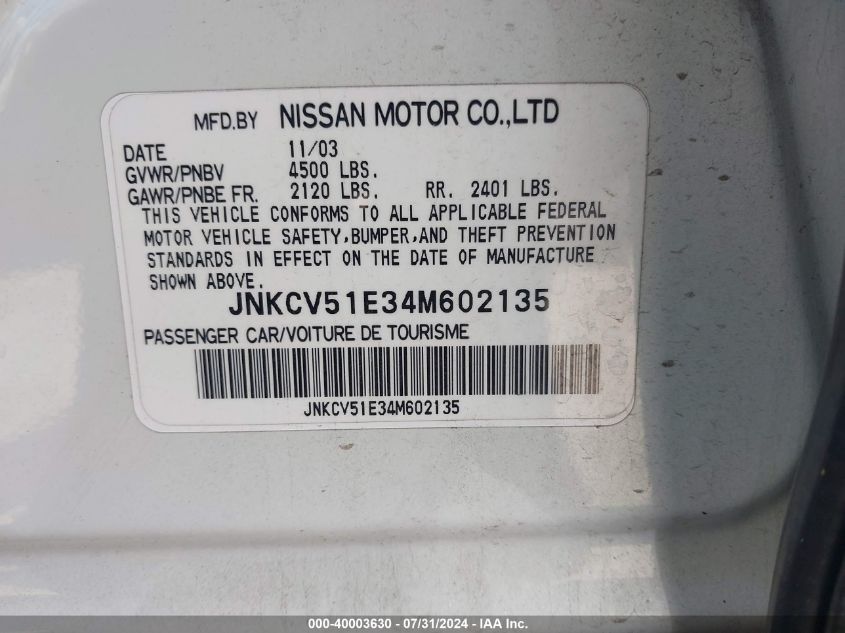 MFD.BY NISSAN MOTOR CO.,LTD
DATE 11/03
GVWR/PNBV 4500 LBS.
GAWR/PNBE FR. 2120 LBS. RR. 2401 LBS.
THIS VEHICLE CONFORMS TO ALL APPLICABLE FEDERAL
MOTOR VEHICLE SAFETY,BUMPER,AND THEFT PREVENTION
STANDARDS IN EFFECT ON THE DATE OF MANUFACTURE
SHOWN ABOVE.
JNKCV51E34M602135
PASSENGER CAR/VOITURE DE TOURISME
JNKCV51E34M602135
000-40003630 - 07/31/2024 - IAA Inc.